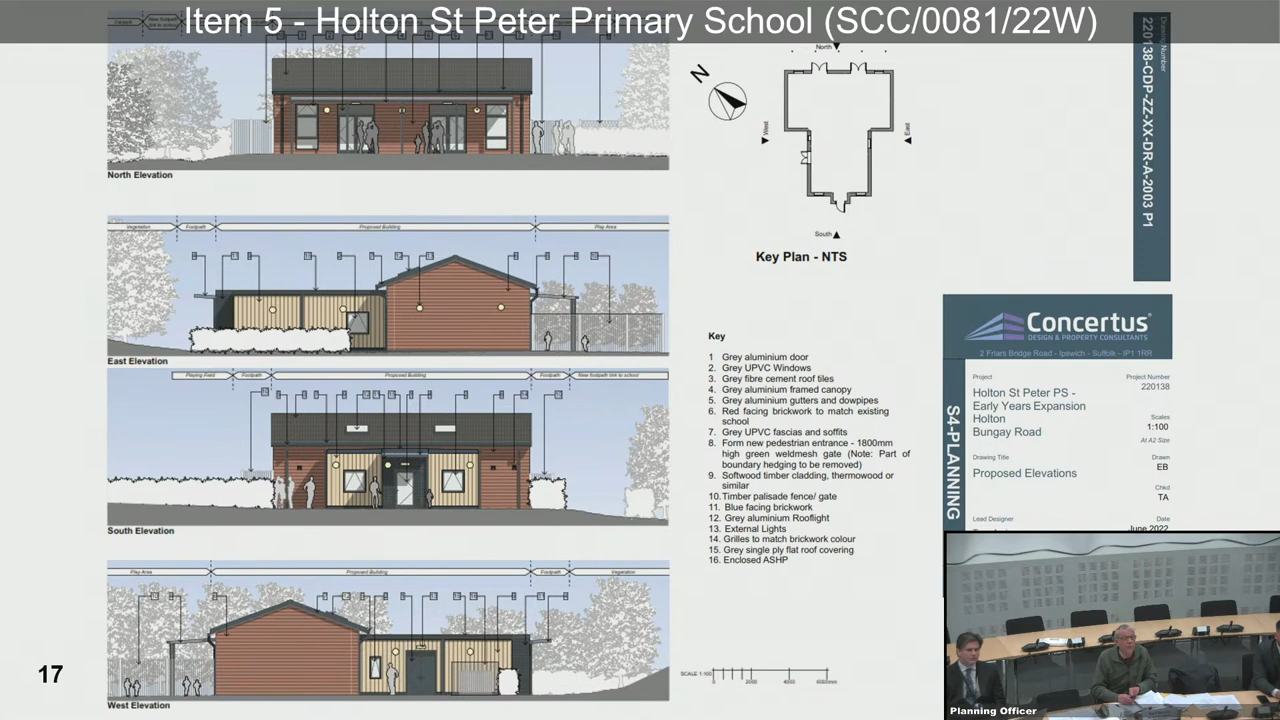 Item 5 - Holton St Peter Primary School (SCC/0081/22W)
North Elevation
Vegetation
Footpath
Proposed Building
Play Area
East Elevation
Playing Field
Footpath
Proposed Building
Footpath
New footpath link to school
South Elevation
Play Area
Proposed Building
Footpath
Vegetation
West Elevation
17
N
North
West
East
South
Key Plan - NTS
Key
1 Grey aluminium door
2 Grey UPVC Windows
3 Grey fibre cement roof tiles
4 Grey aluminium framed canopy
5 Grey aluminium gutters and dowpipes
6 Red facing brickwork to match existing
school
7. Grey UPVC fascias and soffits
8. Form new pedestrian entrance - 1800mm
high green weldmesh gate (Note: Part of
boundary hedging to be removed)
9. Softwood timber cladding, thermowood or
similar
10. Timber palisade fence/ gate
11. Blue facing brickwork
12. Grey aluminium Rooflight
13. External Lights
14. Grilles to match brickwork colour
15. Grey single ply flat roof covering
16. Enclosed ASHP
SCALE 1:100
0 2000 4000 6000mm
Drawing Number
220138-CDP-ZZ-XX-DR-A-2003 P1
Concertus
DESIGN & PROPERTY CONSULTANTS
2 Friars Bridge Road - Ipswich - Suffolk - IP1 1RR
S4-PLANNING
Project
Holton St Peter PS -
Early Years Expansion
Holton
Bungay Road
Project Number
220138
Scales
1:100
At A2 Size
Drawing Title
Proposed Elevations
Drawn
EB
Chkd
TA
Lead Designer
Date
June 2022
Planning Officer